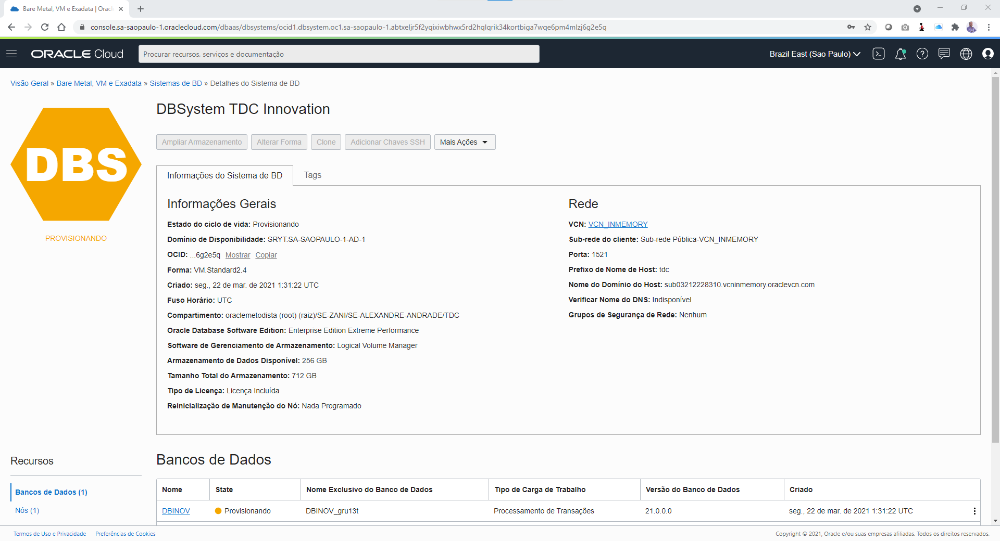 Bare Metal, VM e Exadata | Orac
console.sa-saopaulo-1.oraclecloud.com/dbaas/dbsystems/ocid1.dbsystem.oc1.sa-saopaulo-1.abtxeljr5f2yqixiwbhwx5rd2hqlqrik34kortbiga7wqe6pm4mlzj6g2e5q
ORACLE Cloud
Procurar recursos, serviços e documentação
Brazil East (Sao Paulo)
Visão Geral » Bare Metal, VM e Exadata » Sistemas de BD » Detalhes do Sistema de BD
DBS
PROVISIONANDO
DBSystem TDC Innovation
Ampliar Armazenamento
Alterar Forma
Clone
Adicionar Chaves SSH
Mais Ações
Informações do Sistema de BD
Tags
Informações Gerais
Estado do ciclo de vida: Provisionando
Domínio de Disponibilidade: SRYT:SA-SAOPAULO-1-AD-1
OCID: ...6g2e5q Mostrar Copiar
Forma: VM.Standard2.4
Criado: seg., 22 de mar. de 2021 1:31:22 UTC
Fuso Horário: UTC
Compartimento: oraclemetodista (root) (raiz)/SE-ZANI/SE-ALEXANDRE-ANDRADE/TDC
Oracle Database Software Edition: Enterprise Edition Extreme Performance
Software de Gerenciamento de Armazenamento: Logical Volume Manager
Armazenamento de Dados Disponível: 256 GB
Tamanho Total do Armazenamento: 712 GB
Tipo de Licença: Licença Incluída
Reinicialização de Manutenção do Nó: Nada Programado
Rede
VCN: VCN_INMEMORY
Sub-rede do cliente: Sub-rede Pública-VCN_INMEMORY
Porta: 1521
Prefixo de Nome de Host: tdc
Nome do Domínio do Host: sub03212228310.vcninmemory.oraclevcn.com
Verificar Nome do DNS: Indisponível
Grupos de Segurança de Rede: Nenhum
Recursos
Bancos de Dados (1)
Nós (1)
Bancos de Dados
Nome State Nome Exclusivo do Banco de Dados Tipo de Carga de Trabalho Versão do Banco de Dados Criado
DBINOV Provisionando DBINOV_gru13t Processamento de Transações 21.0.0.0 seg., 22 de mar. de 2021 1:31:22 UTC
Termos de Uso e Privacidade Preferências de Cookies
Copyright © 2021, Oracle e/ou suas empresas afiliadas. Todos os direitos reservados.